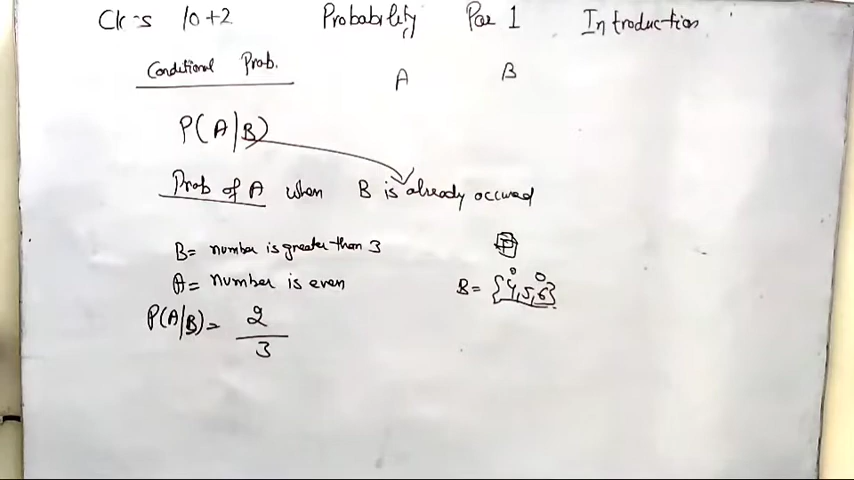 Cls-s 10+2 Probability Par 1 Introduction
Conditional Prob. A B
P(A|B)
Prob of A when B is already occured
B= number is greater than 3
A= number is even B= {4,5,6}
P(A|B)= 2
3